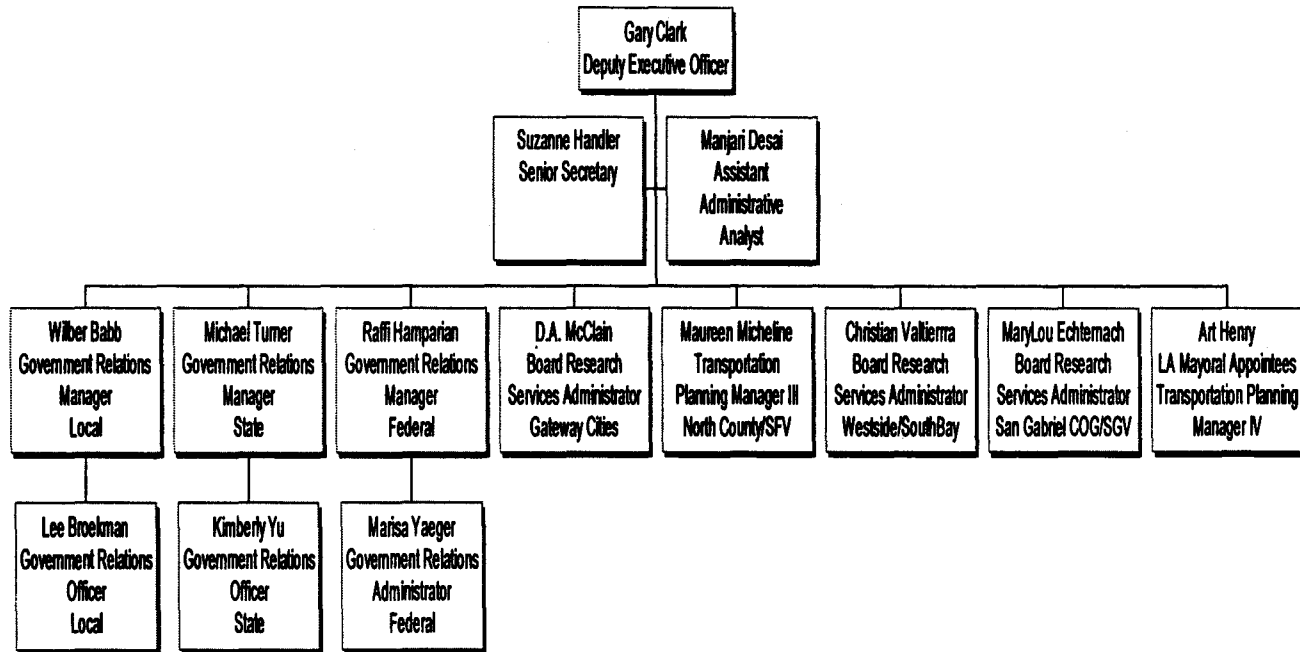 Gary Clark
Deputy Executive Officer
Suzanne Handler
Senior Secretary
Manjari Desai
Assistant
Administrative
Analyst
Wilber Babb
Government Relations
Manager
Local
Michael Turner
Government Relations
Manager
State
Raffi Hamparian
Government Relations
Manager
Federal
D.A. McClain
Board Research
Services Administrator
Gateway Cities
Maureen Micheline
Transportation
Planning Manager III
North County/SFV
Christian Valtierrra
Board Research
Services Administrator
Westside/SouthBay
MaryLou Echternach
Board Research
Services Administrator
San Gabriel COG/SGV
Art Henry
LA Mayoral Appointees
Transportation Planning
Manager IV
Lee Broekman
Government Relations
Officer
Local
Kimberly Yu
Government Relations
Officer
State
Marisa Yaeger
Government Relations
Administrator
Federal